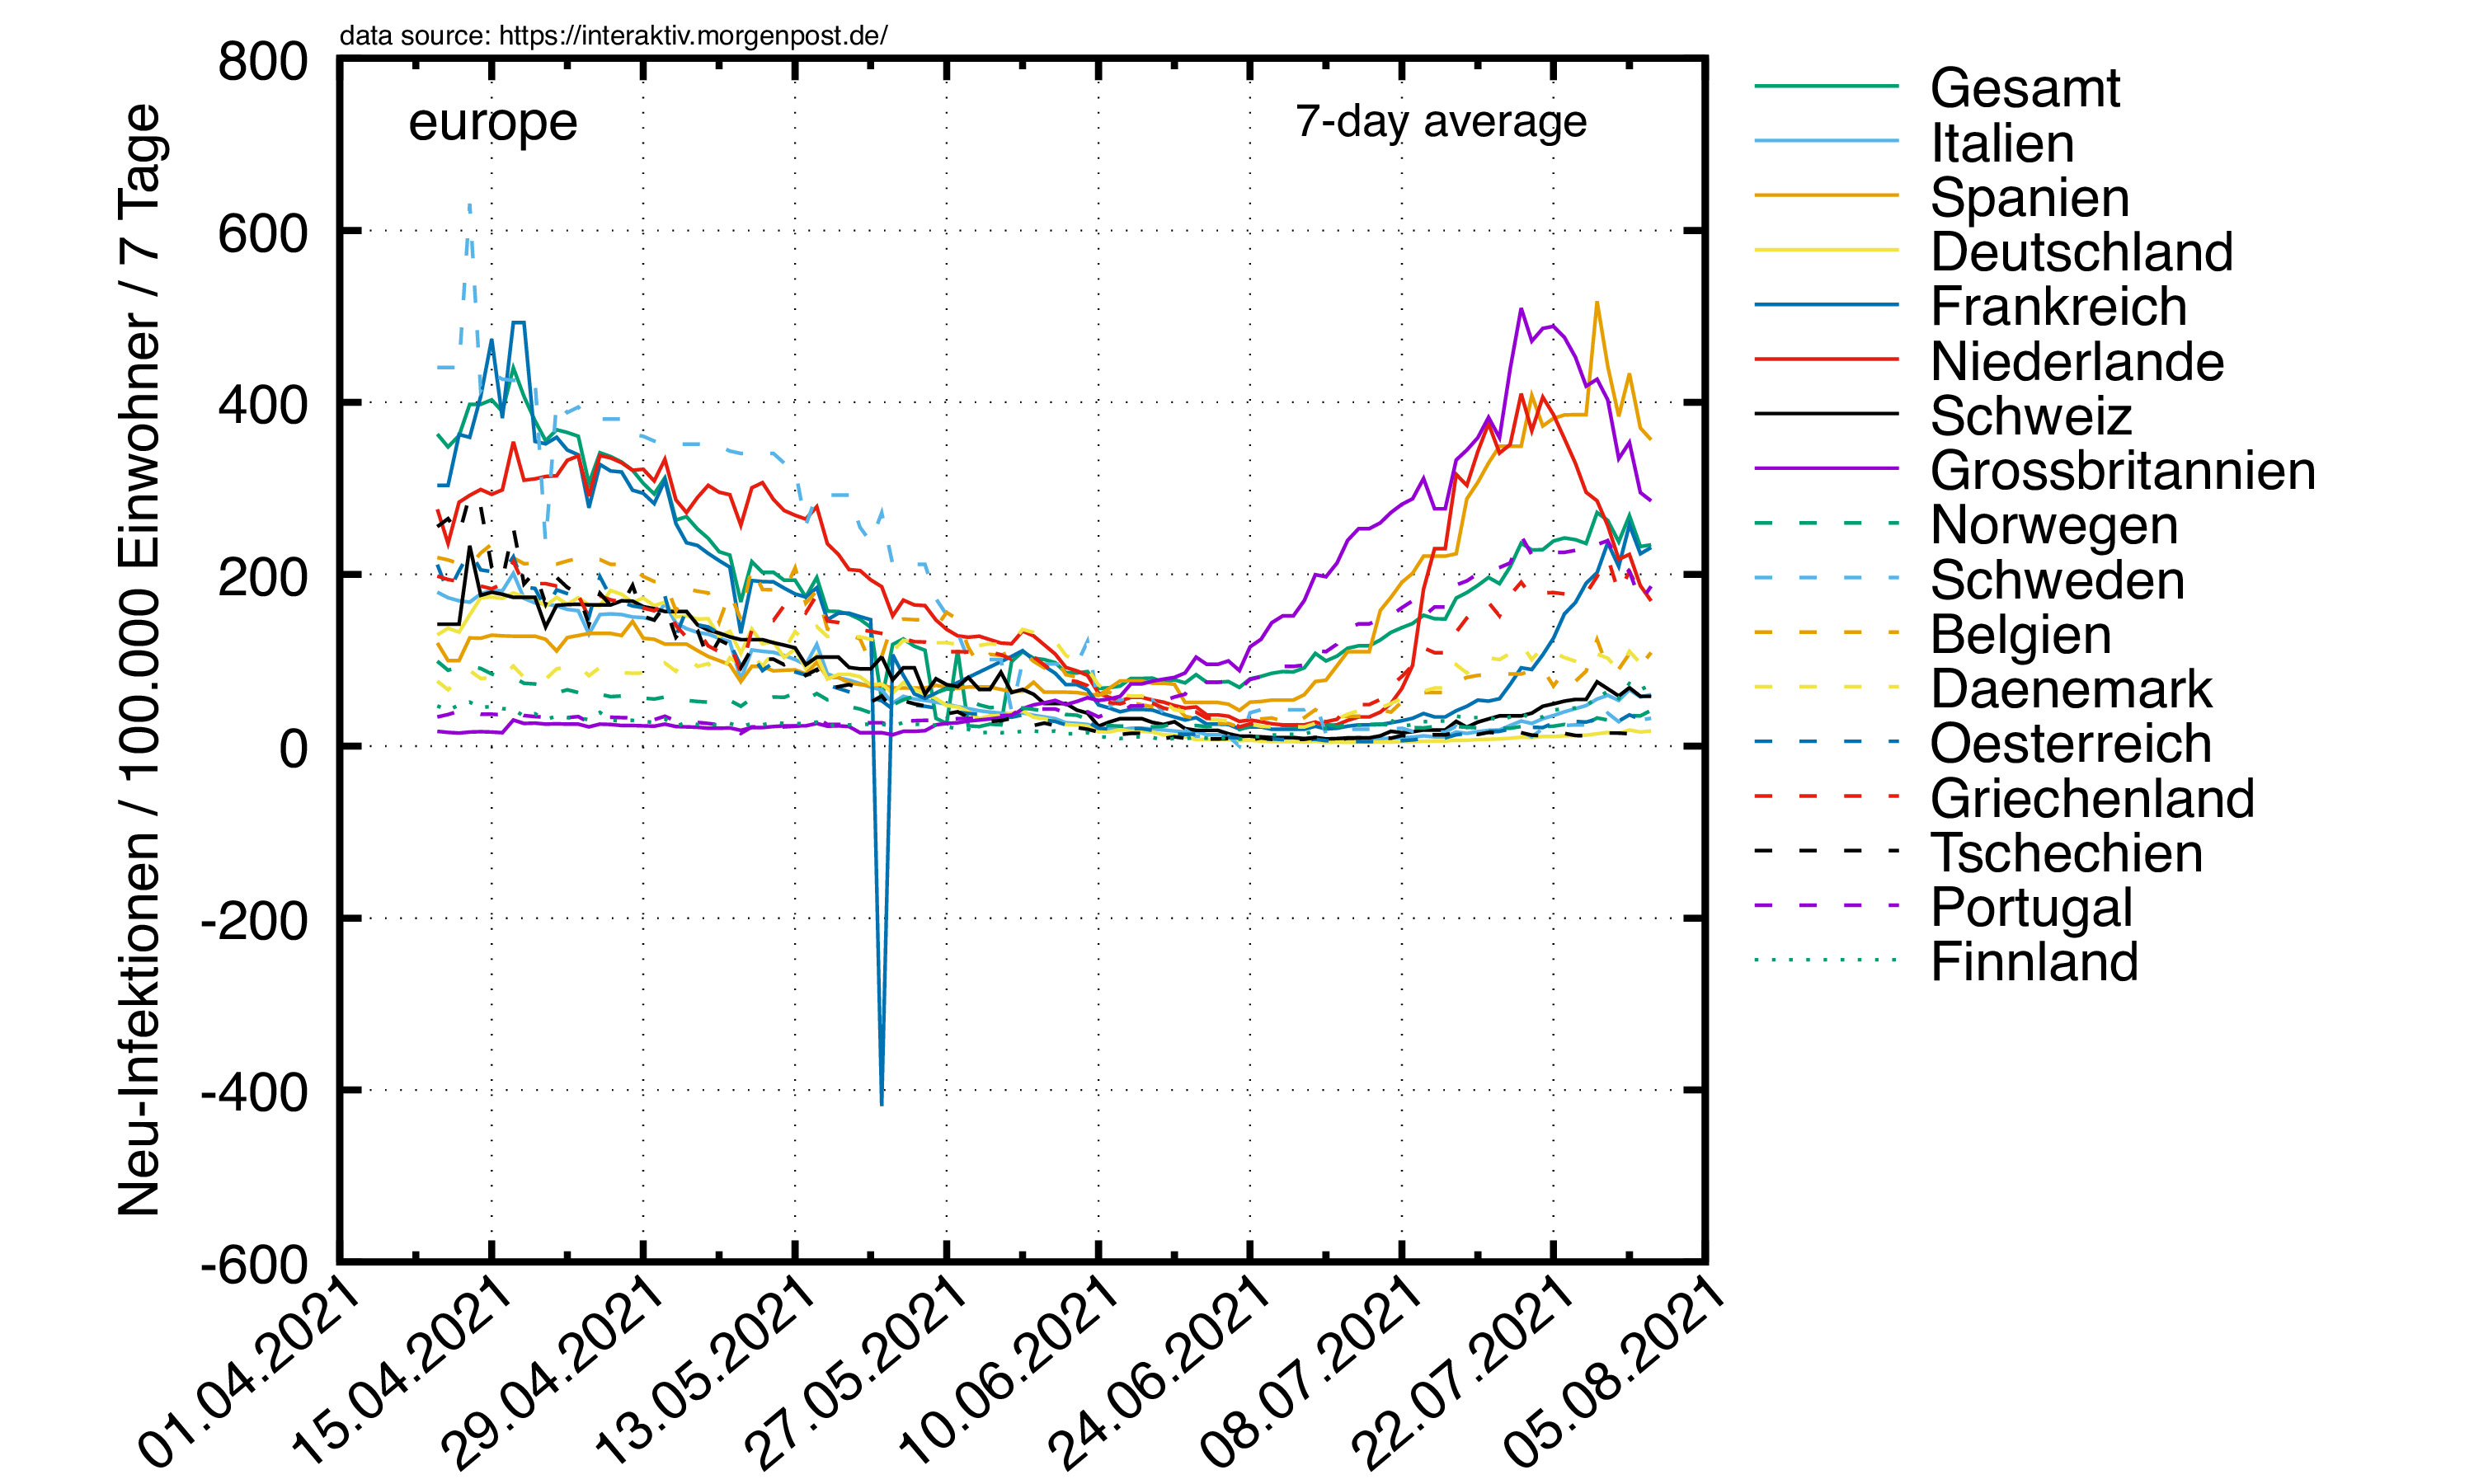 data source: https://interaktiv.morgenpost.de/
europe
7-day average
Neu-Infektionen / 100.000 Einwohner / 7 Tage
800
600
400
200
0
-200
-400
-600
01.04.2021
15.04.2021
29.04.2021
13.05.2021
27.05.2021
10.06.2021
24.06.2021
08.07.2021
22.07.2021
05.08.2021
Gesamt
Italien
Spanien
Deutschland
Frankreich
Niederlande
Schweiz
Grossbritannien
Norwegen
Schweden
Belgien
Daenemark
Oesterreich
Griechenland
Tschechien
Portugal
Finnland